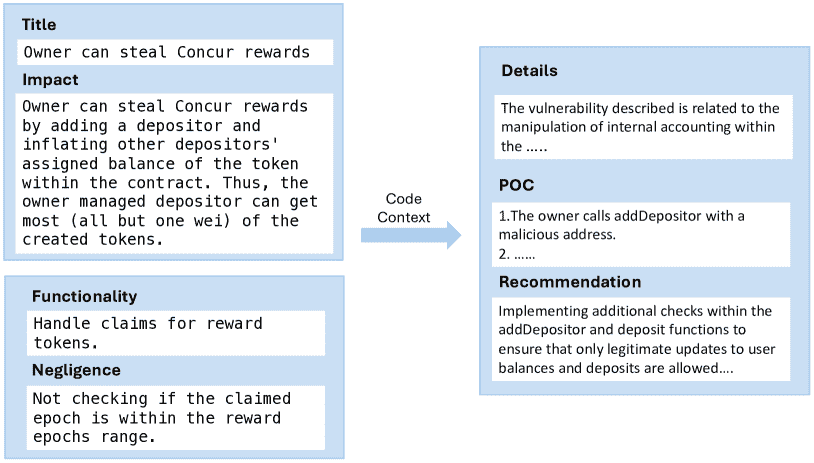 Title
Owner can steal Concur rewards
Impact
Owner can steal Concur rewards
by adding a depositor and
inflating other depositors'
assigned balance of the token
within the contract. Thus, the
owner managed depositor can get
most (all but one wei) of the
created tokens.
Functionality
Handle claims for reward
tokens.
Negligence
Not checking if the claimed
epoch is within the reward
epochs range.
Code
Context
Details
The vulnerability described is related to the
manipulation of internal accounting within
the .....
POC
1.The owner calls addDepositor with a
malicious address.
2. ......
Recommendation
Implementing additional checks within the
addDepositor and deposit functions to
ensure that only legitimate updates to user
balances and deposits are allowed....